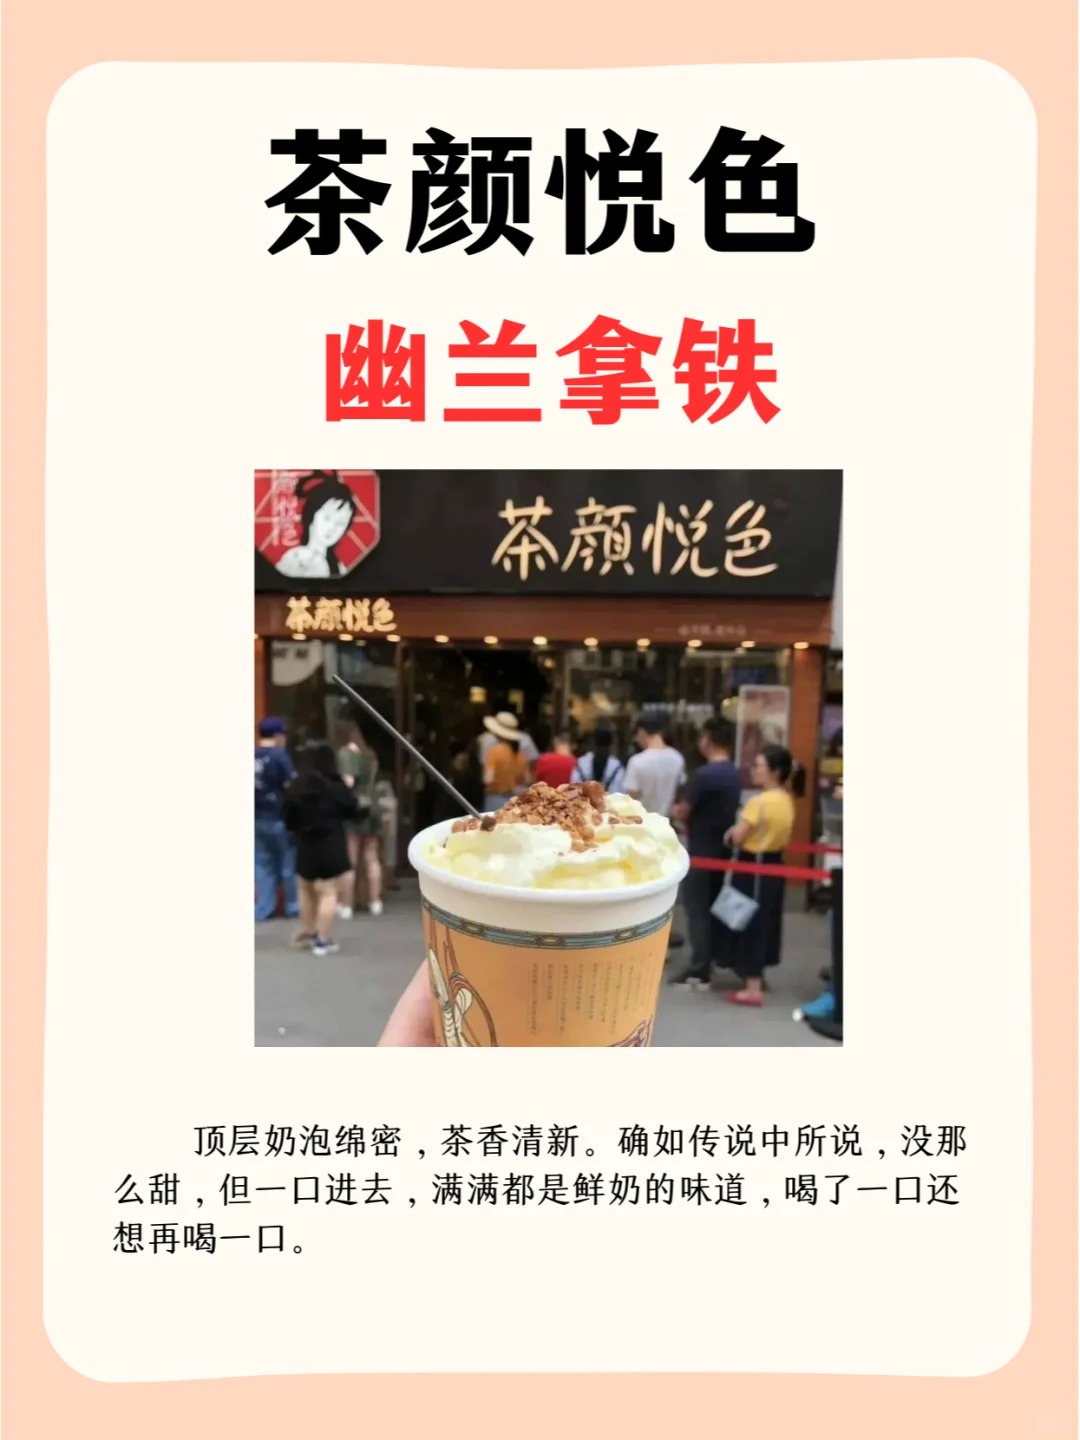 茶颜悦色
幽兰拿铁
茶颜悦色
茶颜悦色
顶层奶泡绵密，茶香清新。确如传说中所说，没那
么甜，但一口进去，满满都是鲜奶的味道，喝了一口还
想再喝一口。